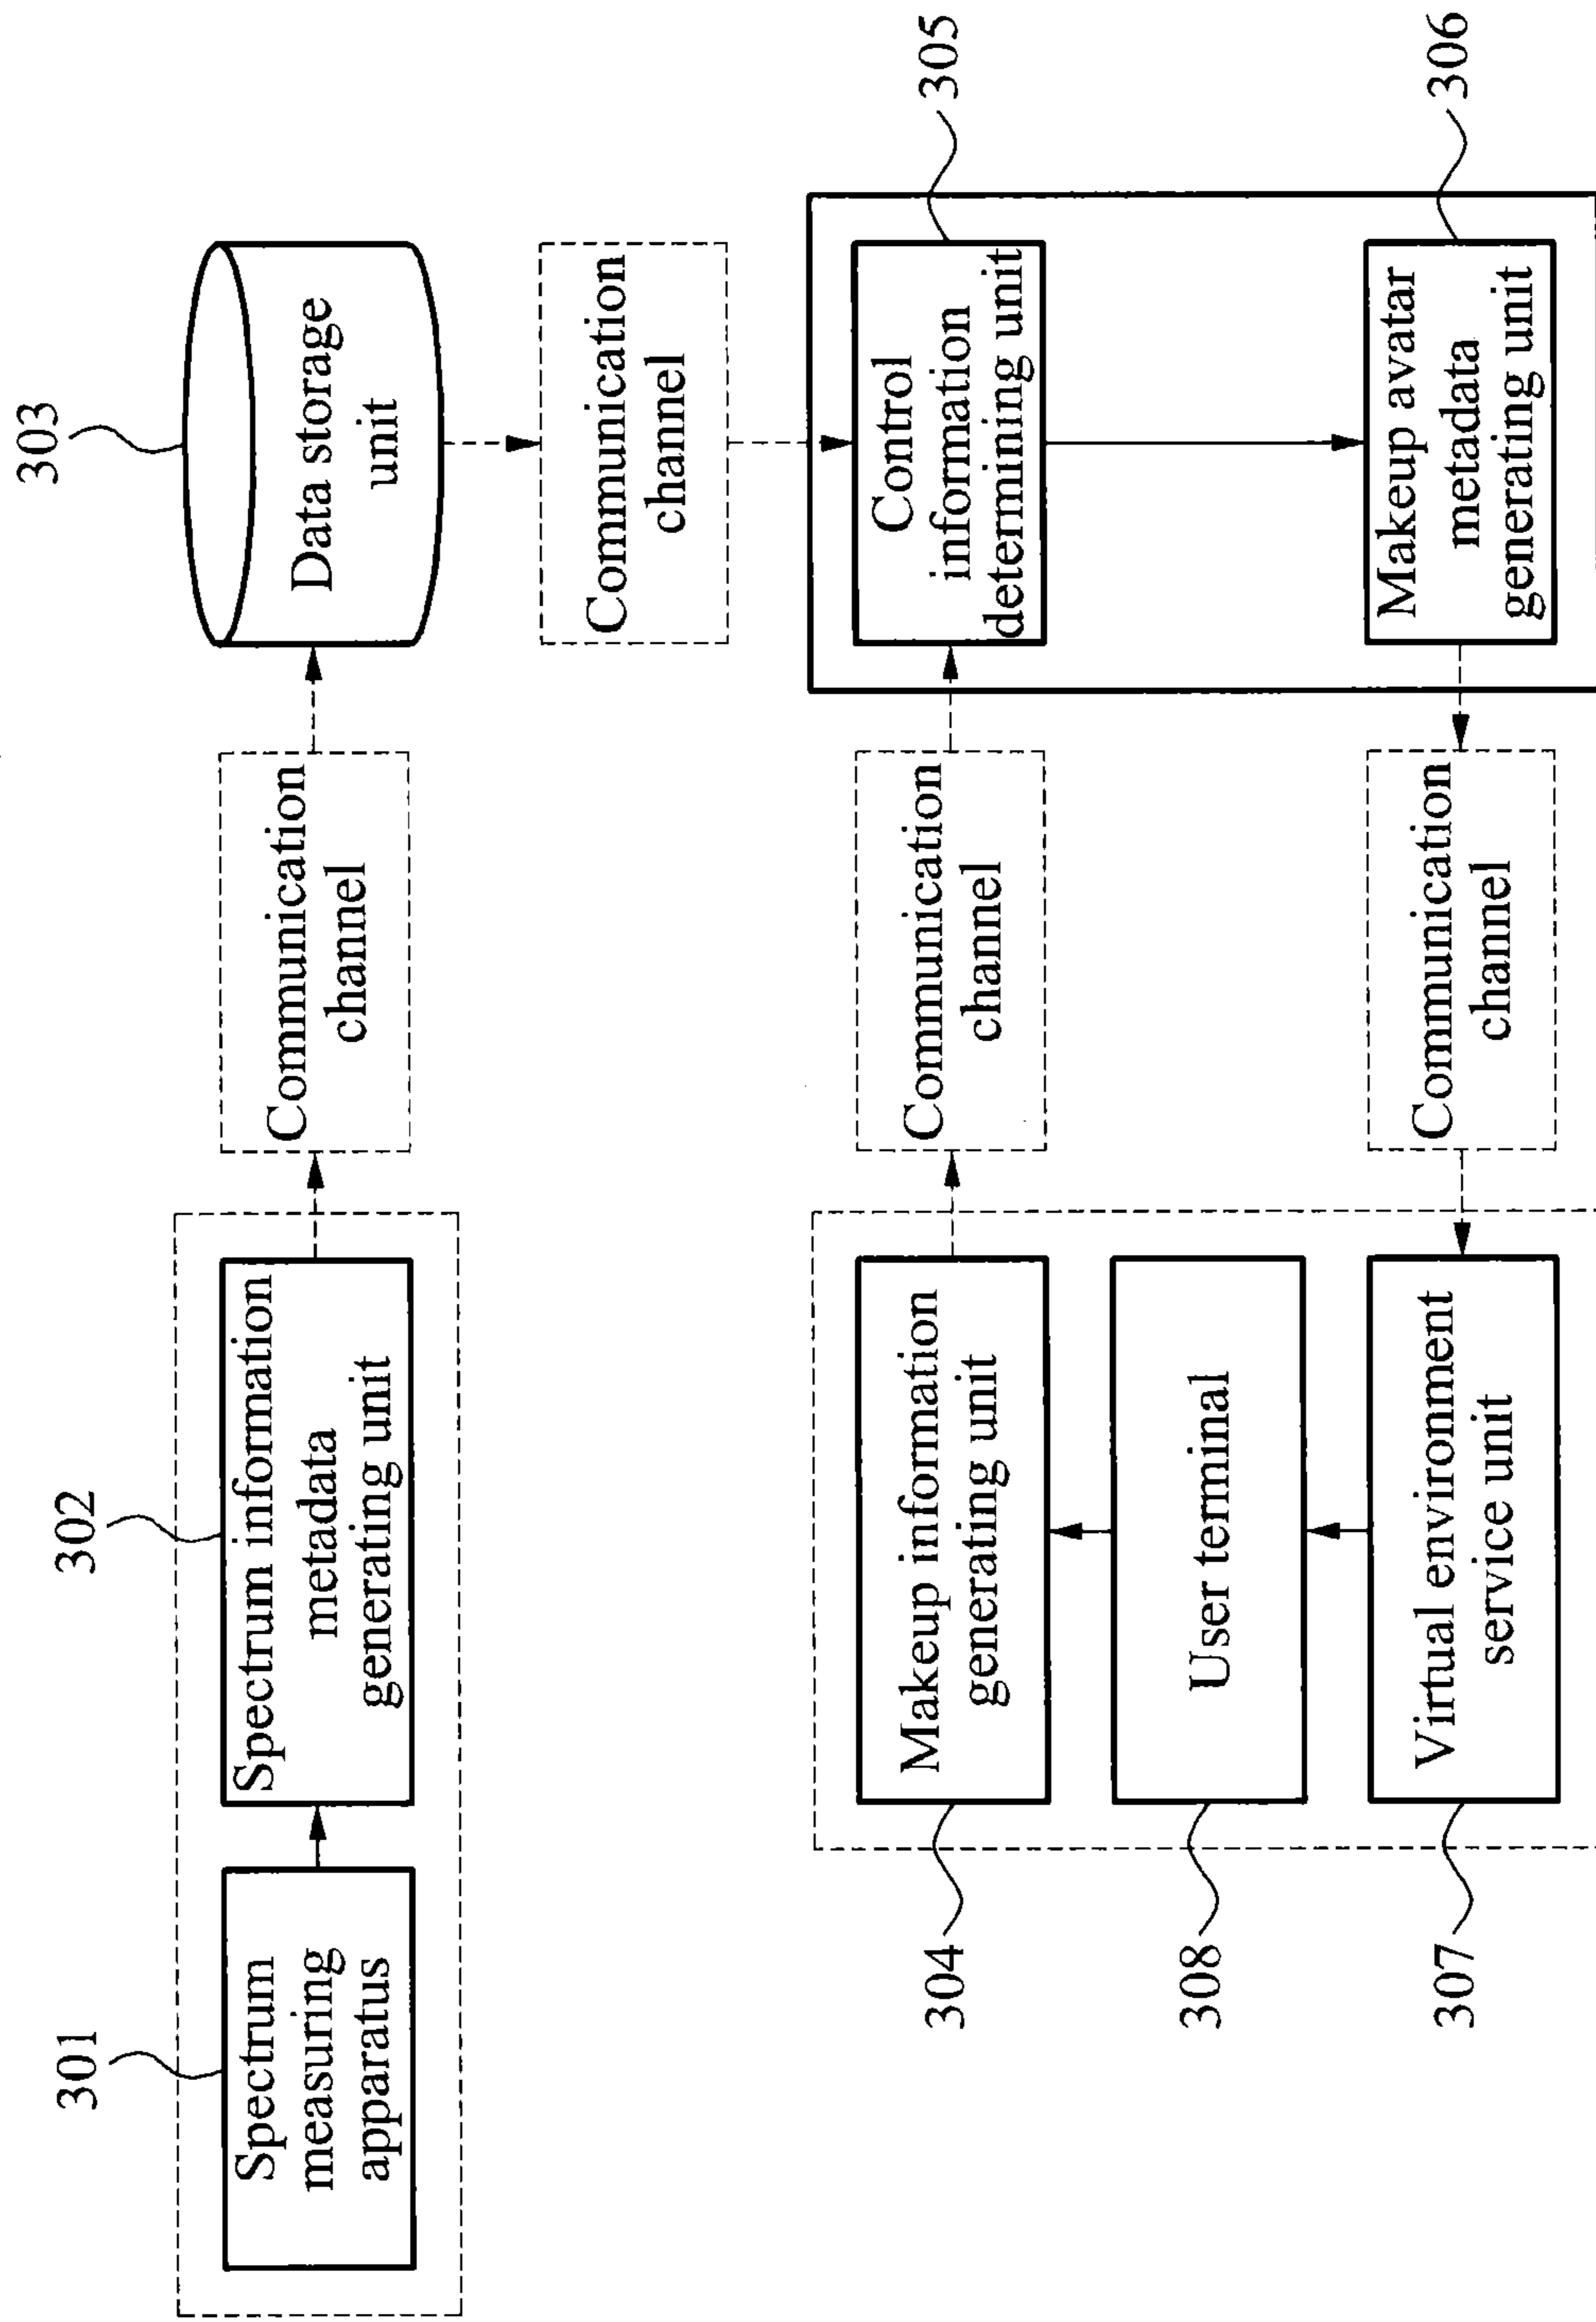 301
302
303
Spectrum
measuring
apparatus
Spectrum information
metadata
generating unit
Communication
channel
Data storage
unit
Communication
channel
304
Makeup information
generating unit
Communication
channel
Control
information
determining unit
305
308
User terminal
307
Virtual environment
service unit
Communication
channel
Makeup avatar
metadata
generating unit
306